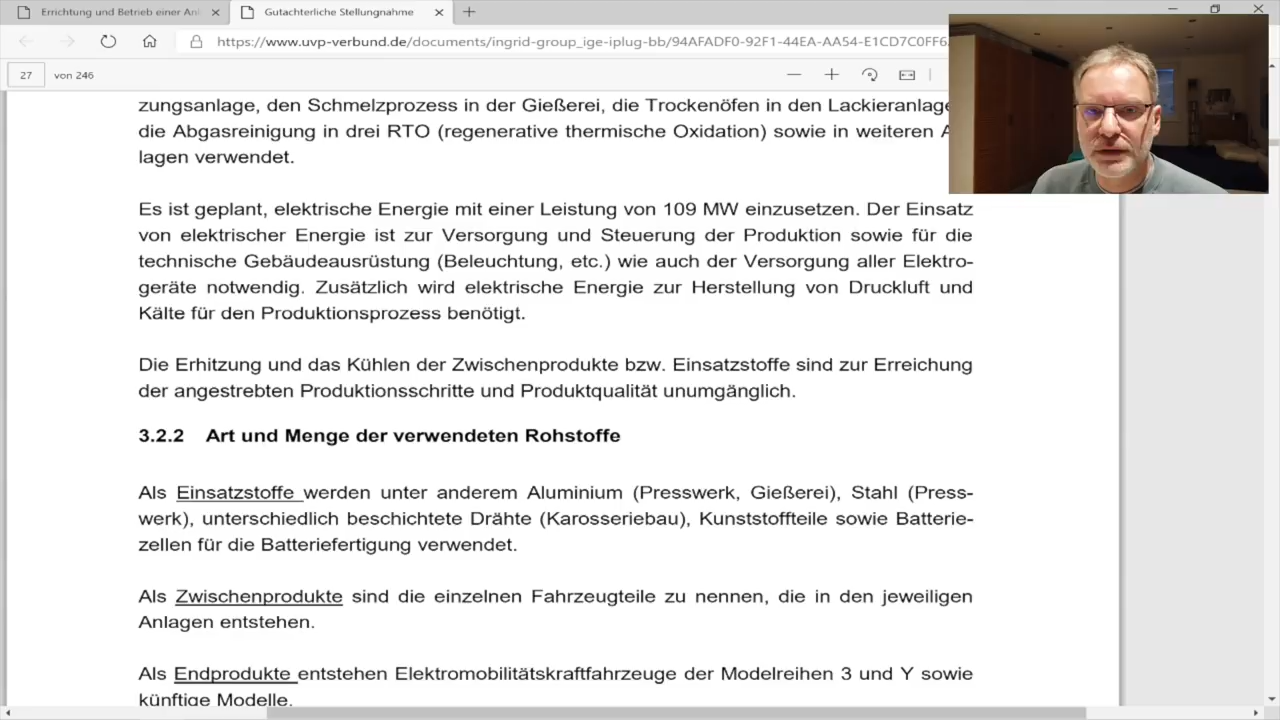 Errichtung und Betrieb einer An
Gutachterliche Stellungnahme
https://www.uvp-verbund.de/documents/ingrid-group_ige-iplug-bb/94AFADF0-92F1-44EA-AA54-E1CD7C0FF6
27 von 246
zungsanlage, den Schmelzprozess in der Gießerei, die Trockenöfen in den Lackieranlage
die Abgasreinigung in drei RTO (regenerative thermische Oxidation) sowie in weiteren A
lagen verwendet.
Es ist geplant, elektrische Energie mit einer Leistung von 109 MW einzusetzen. Der Einsatz
von elektrischer Energie ist zur Versorgung und Steuerung der Produktion sowie für die
technische Gebäudeausrüstung (Beleuchtung, etc.) wie auch der Versorgung aller Elektro-
geräte notwendig. Zusätzlich wird elektrische Energie zur Herstellung von Druckluft und
Kälte für den Produktionsprozess benötigt.
Die Erhitzung und das Kühlen der Zwischenprodukte bzw. Einsatzstoffe sind zur Erreichung
der angestrebten Produktionsschritte und Produktqualität unumgänglich.
3.2.2 Art und Menge der verwendeten Rohstoffe
Als Einsatzstoffe werden unter anderem Aluminium (Presswerk, Gießerei), Stahl (Press-
werk), unterschiedlich beschichtete Drähte (Karosseriebau), Kunststoffteile sowie Batterie-
zellen für die Batteriefertigung verwendet.
Als Zwischenprodukte sind die einzelnen Fahrzeugteile zu nennen, die in den jeweiligen
Anlagen entstehen.
Als Endprodukte entstehen Elektromobilitätskraftfahrzeuge der Modelreihen 3 und Y sowie
künftige Modelle.